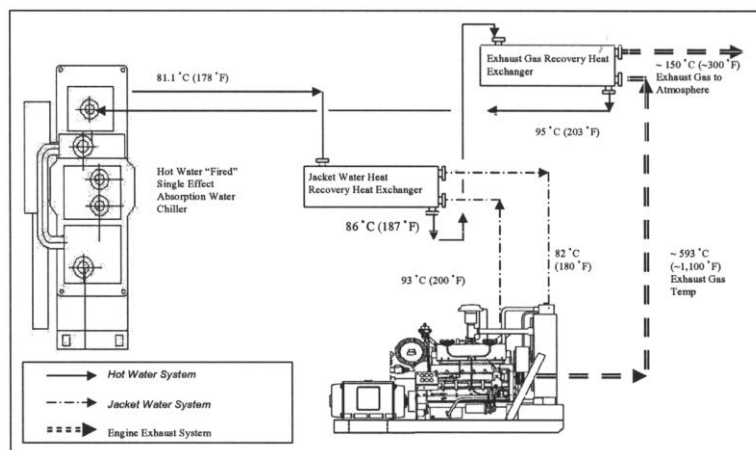 81.1 ˚C (178 ˚F)
Exhaust Gas Recovery Heat
Exchanger
~ 150 ˚C (~300 ˚F)
Exhaust Gas to
Atmosphere
95 ˚C (203 ˚F)
Hot Water “Fired”
Single Effect
Absorption Water
Chiller
Jacket Water Heat
Recovery Heat Exchanger
86 ˚C (187 ˚F)
93 ˚C (200 ˚F)
82 ˚C
(180 ˚F)
~ 593 ˚C
(~1,100 ˚F)
Exhaust Gas
Temp
Hot Water System
Jacket Water System
Engine Exhaust System